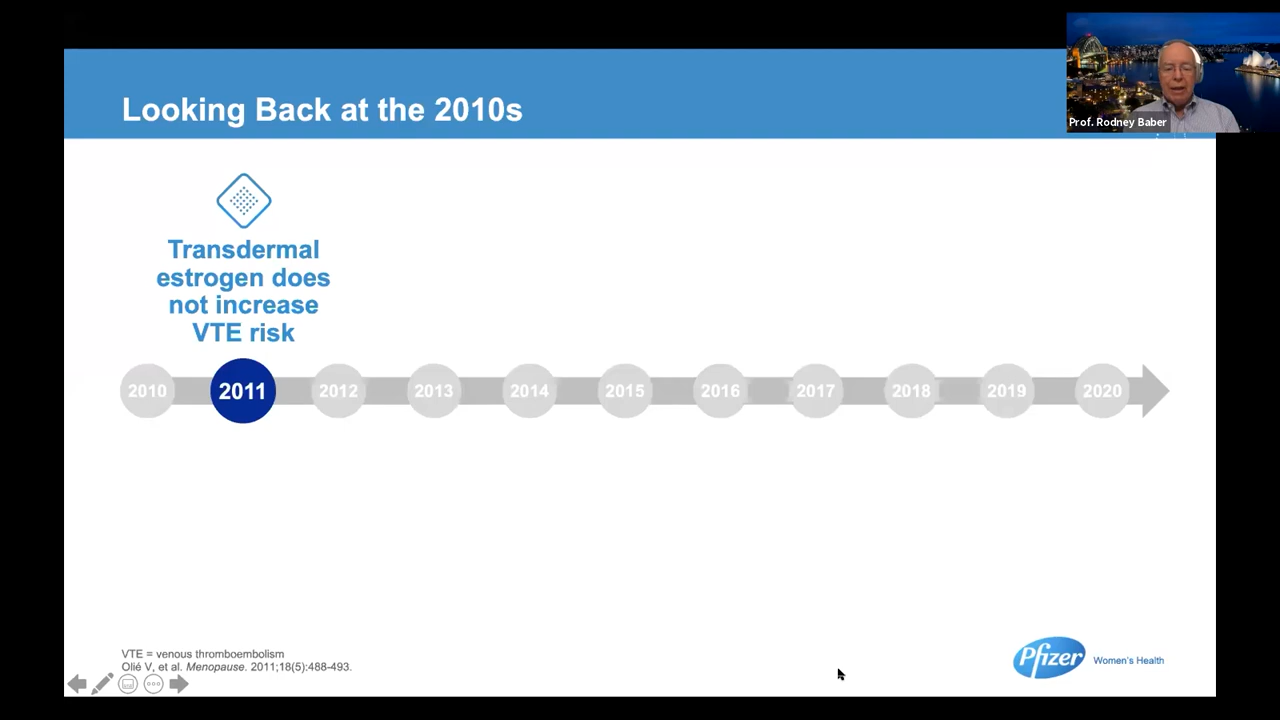 Looking Back at the 2010s
Prof. Rodney Baber
Transdermal
estrogen does
not increase
VTE risk
2010 2011 2012 2013 2014 2015 2016 2017 2018 2019 2020
VTE = venous thromboembolism
Olié V, et al. Menopause. 2011;18(5):488-493.
Pfizer Women's Health